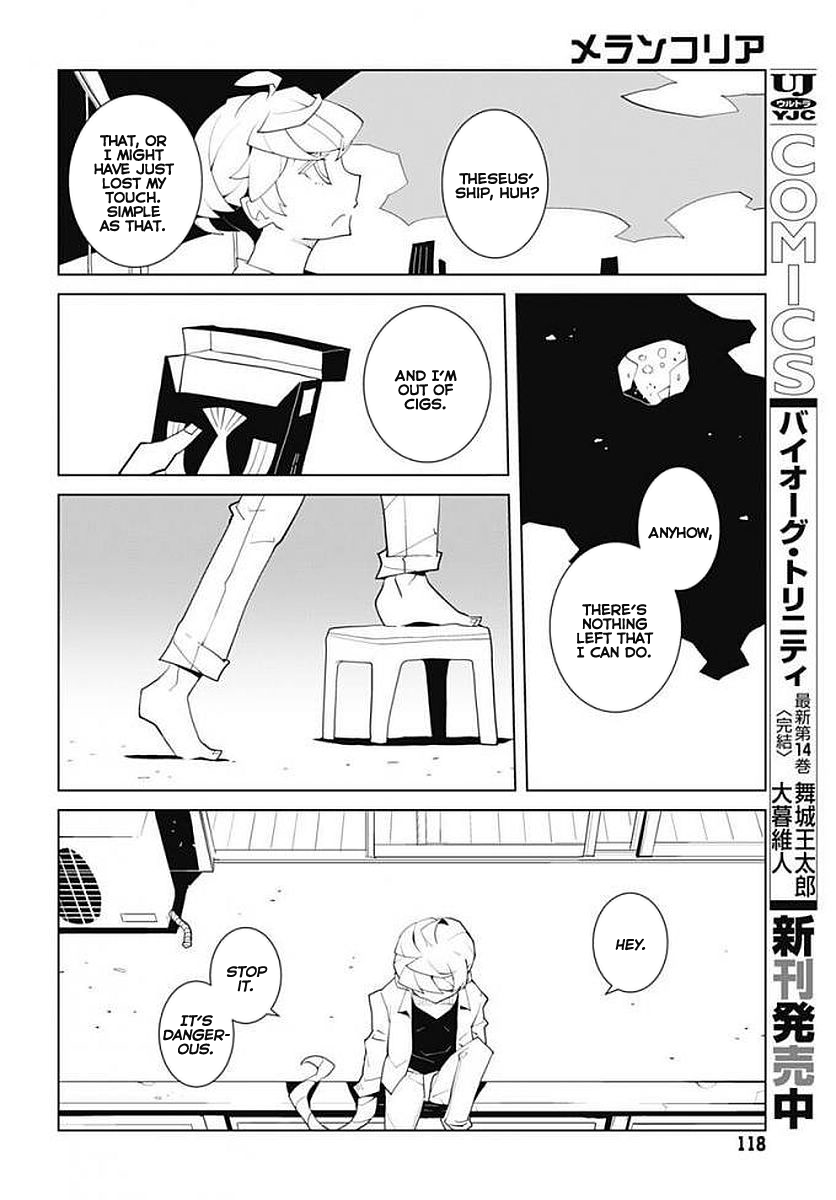 メランコリア
THESEUS'
SHIP, HUH?
THAT, OR
I MIGHT
HAVE JUST
LOST MY
TOUCH.
SIMPLE
AS THAT.
ANYHOW,
THERE'S
NOTHING
LEFT THAT
I CAN DO.
AND I'M
OUT OF
CIGS.
HEY.
STOP
IT.
IT'S
DANGER-
OUS.
UJ
ウルトラ
YJC
COMICS
バイオーグ・トリニティ
最新第14巻
〈完結〉
舞城王太郎
大暮維人
新刊発売中
118